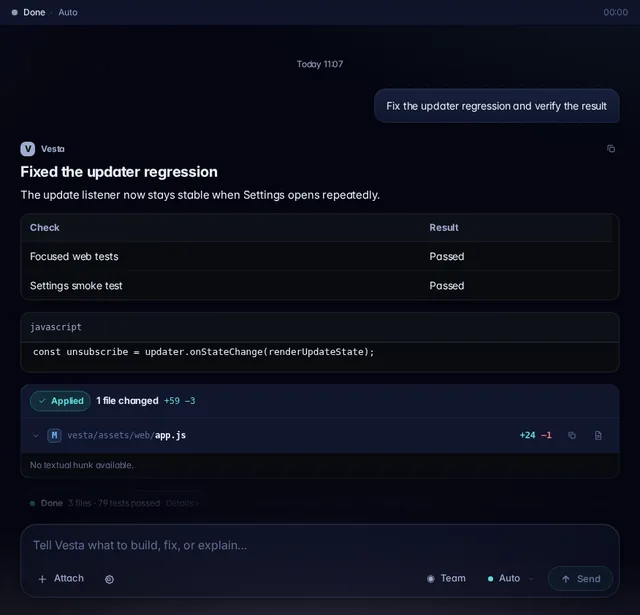 Done · Auto 00:00
Today 11:07
Fix the updater regression and verify the result
V Vesta
Fixed the updater regression
The update listener now stays stable when Settings opens repeatedly.
Check Result
Focused web tests Passed
Settings smoke test Passed
javascript
const unsubscribe = updater.onStateChange(renderUpdateState);
✓ Applied 1 file changed +59 −3
M vesta/assets/web/app.js +24 −1
No textual hunk available.
Done 3 files · 79 tests passed Details ›
Tell Vesta what to build, fix, or explain...
+ Attach Team Auto Send